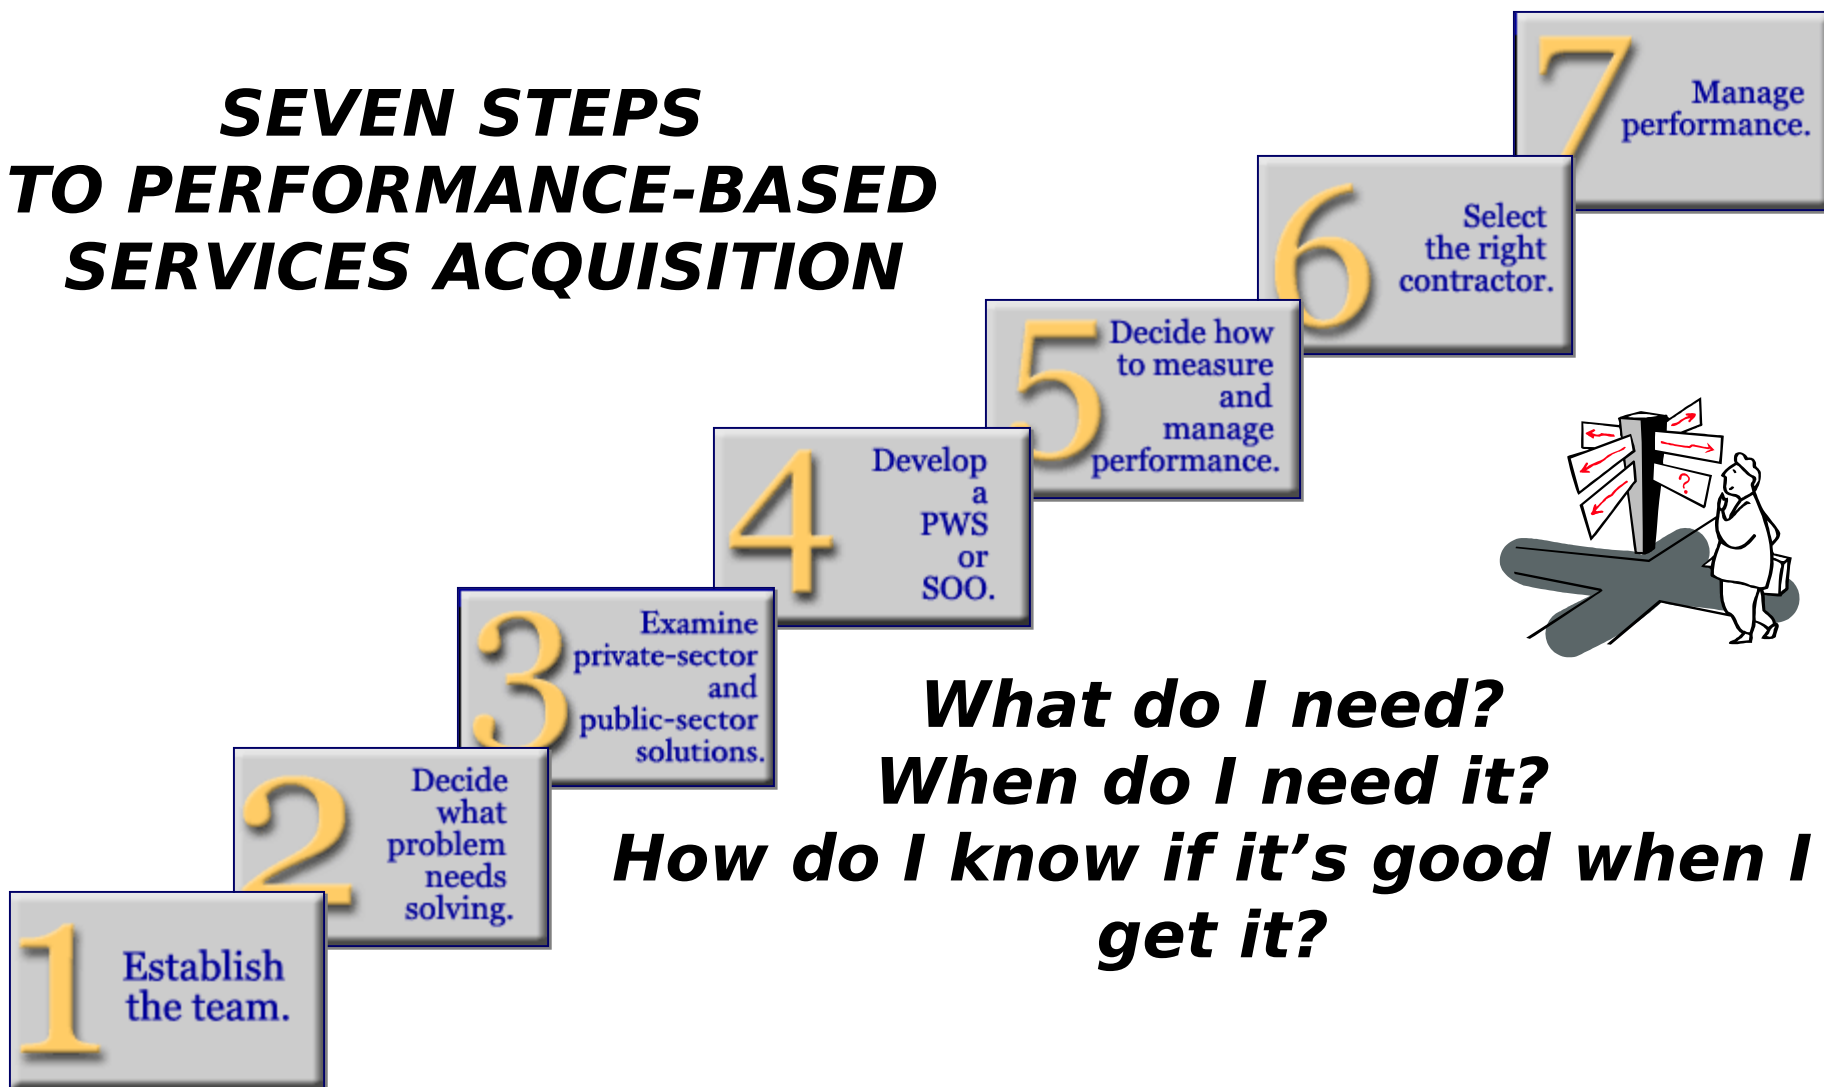 SEVEN STEPS
TO PERFORMANCE-BASED
SERVICES ACQUISITION
1
Establish
the team.
2
Decide
what
problem
needs
solving.
3
Examine
private-sector
and
public-sector
solutions.
4
Develop
a
PWS
or
SOO.
5
Decide how
to measure
and
manage
performance.
6
Select
the right
contractor.
7
Manage
performance.
?
What do I need?
When do I need it?
How do I know if it’s good when I
get it?